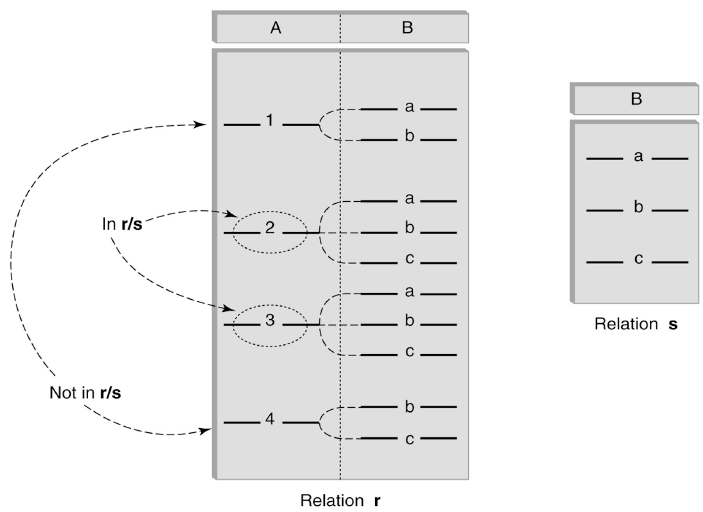 A B
B
1 a
b
a
In r/s
2 b
c
a
3 b
c
Not in r/s
4 b
c
Relation r
a
b
c
Relation s